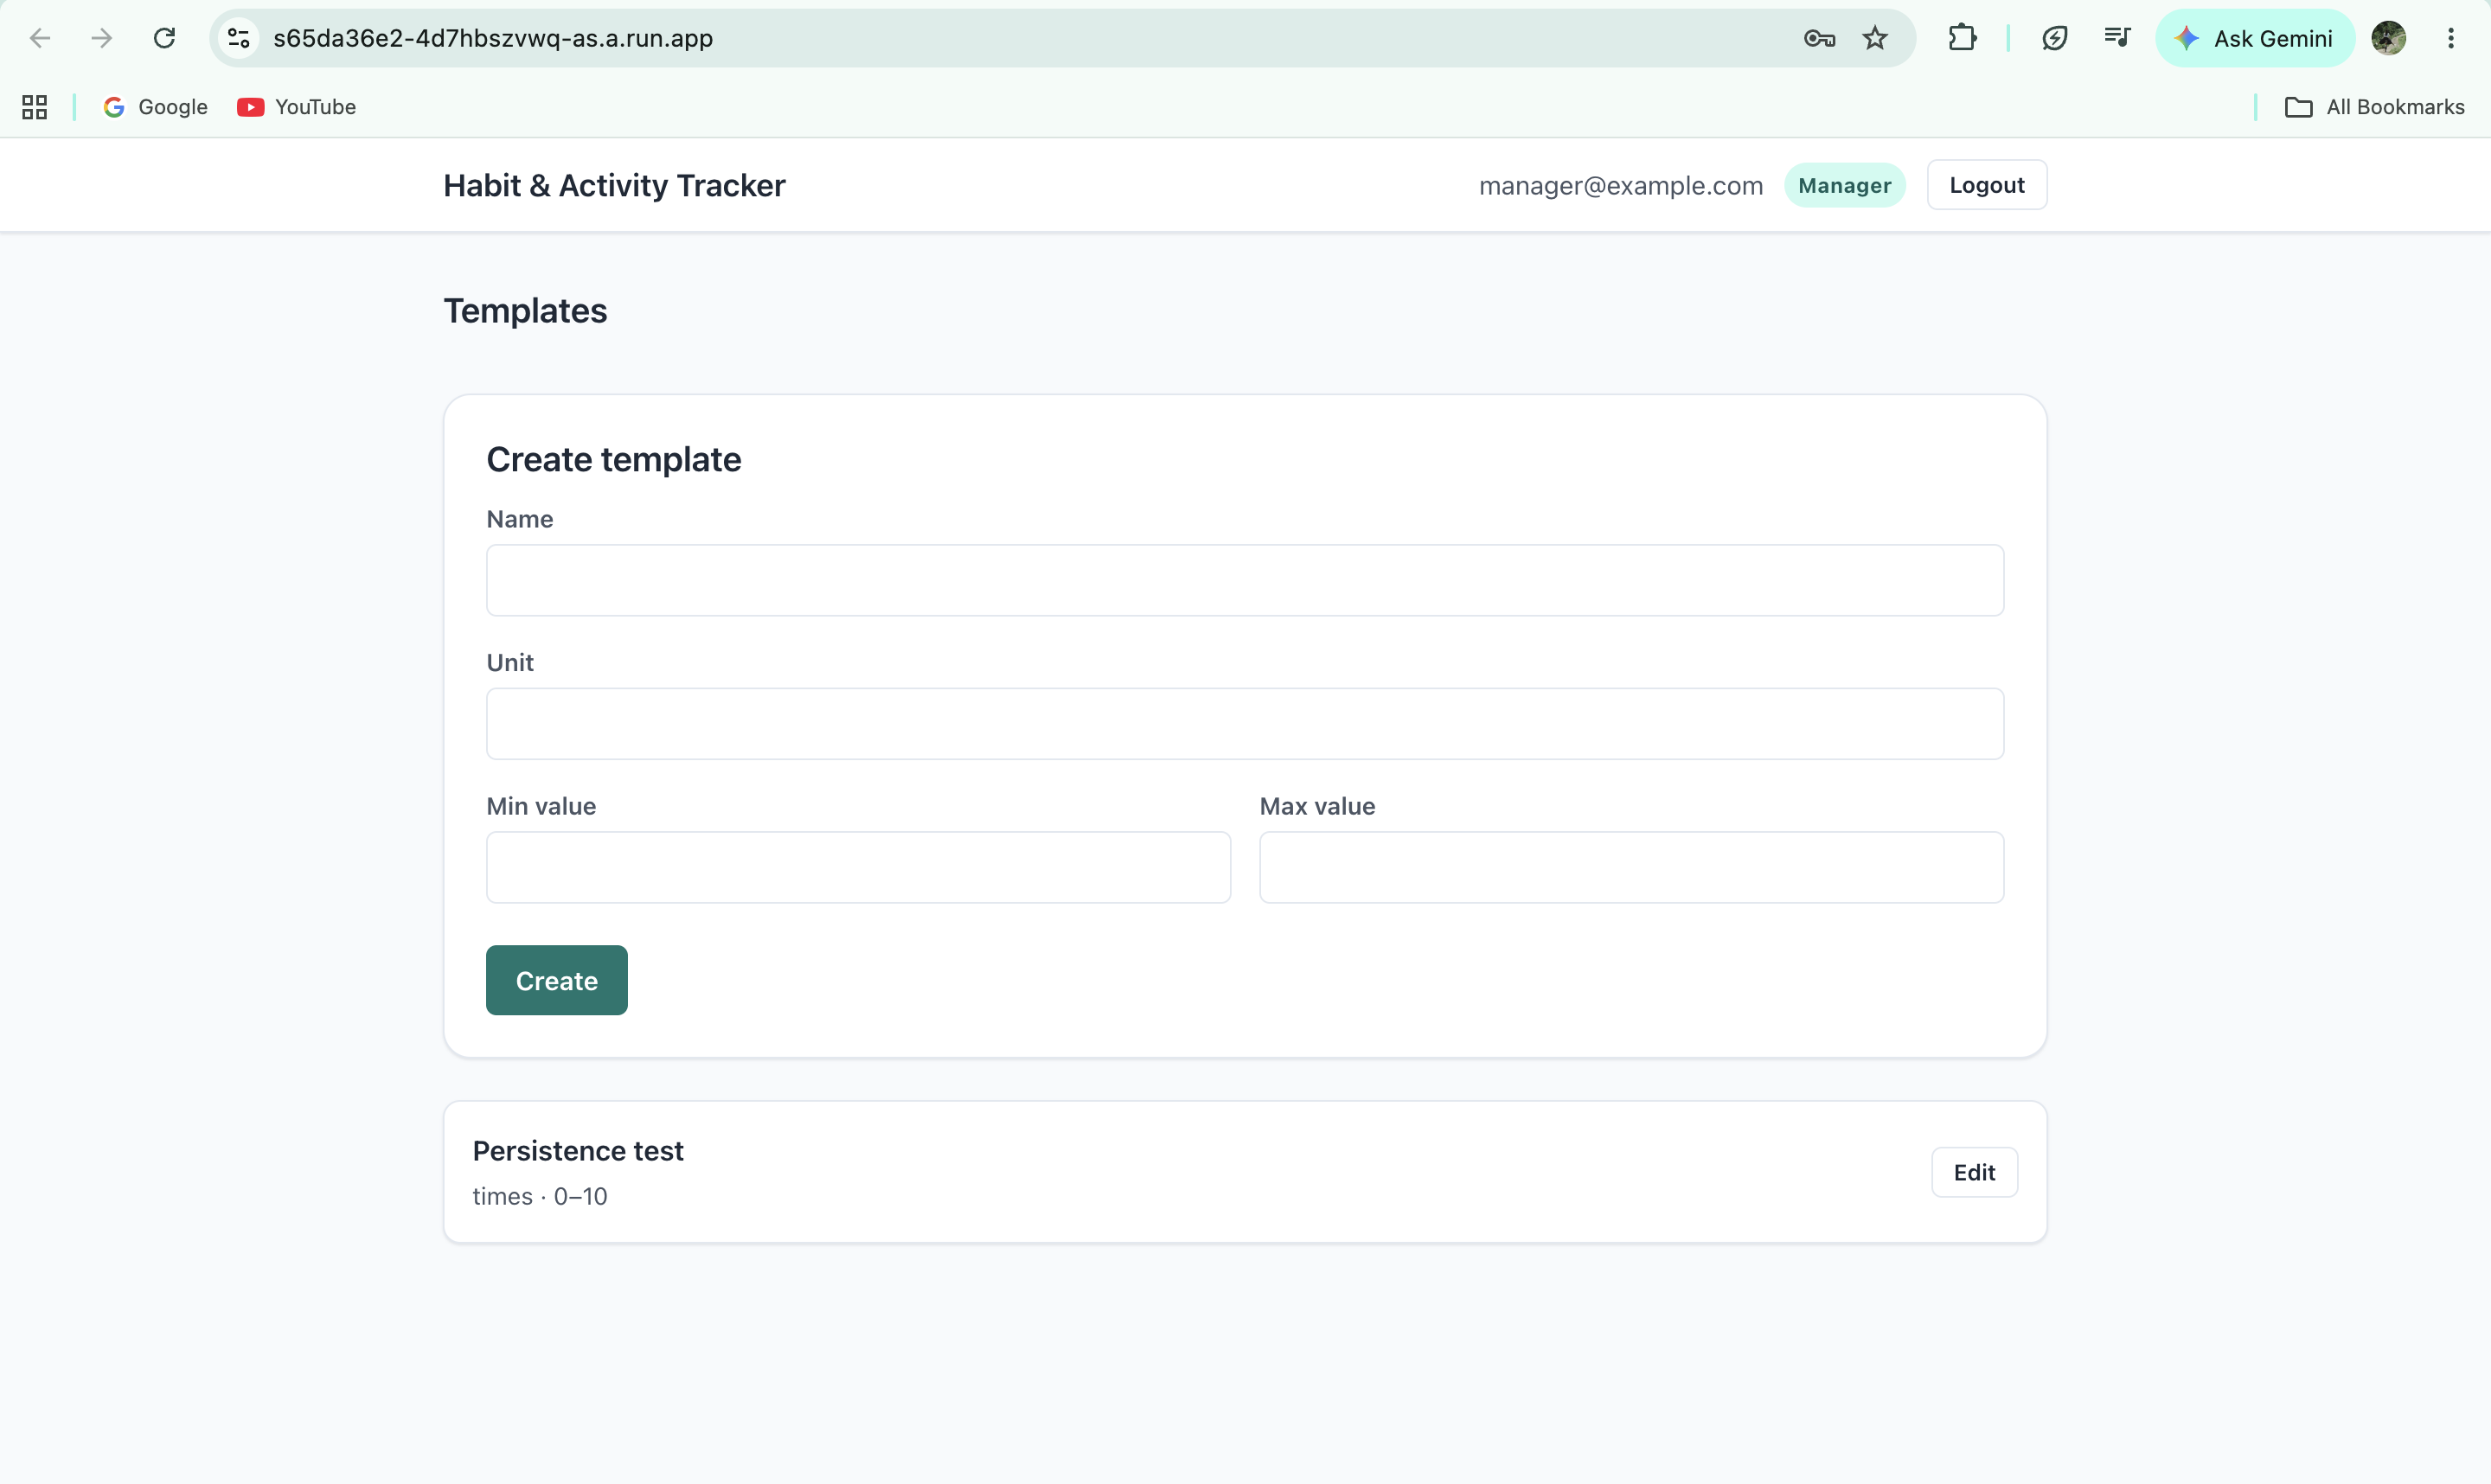 s65da36e2-4d7hbszvwq-as.a.run.app
Ask Gemini
Google
YouTube
All Bookmarks
Habit & Activity Tracker
manager@example.com
Manager
Logout
Templates
Create template
Name
Unit
Min value
Max value
Create
Persistence test
times · 0–10
Edit